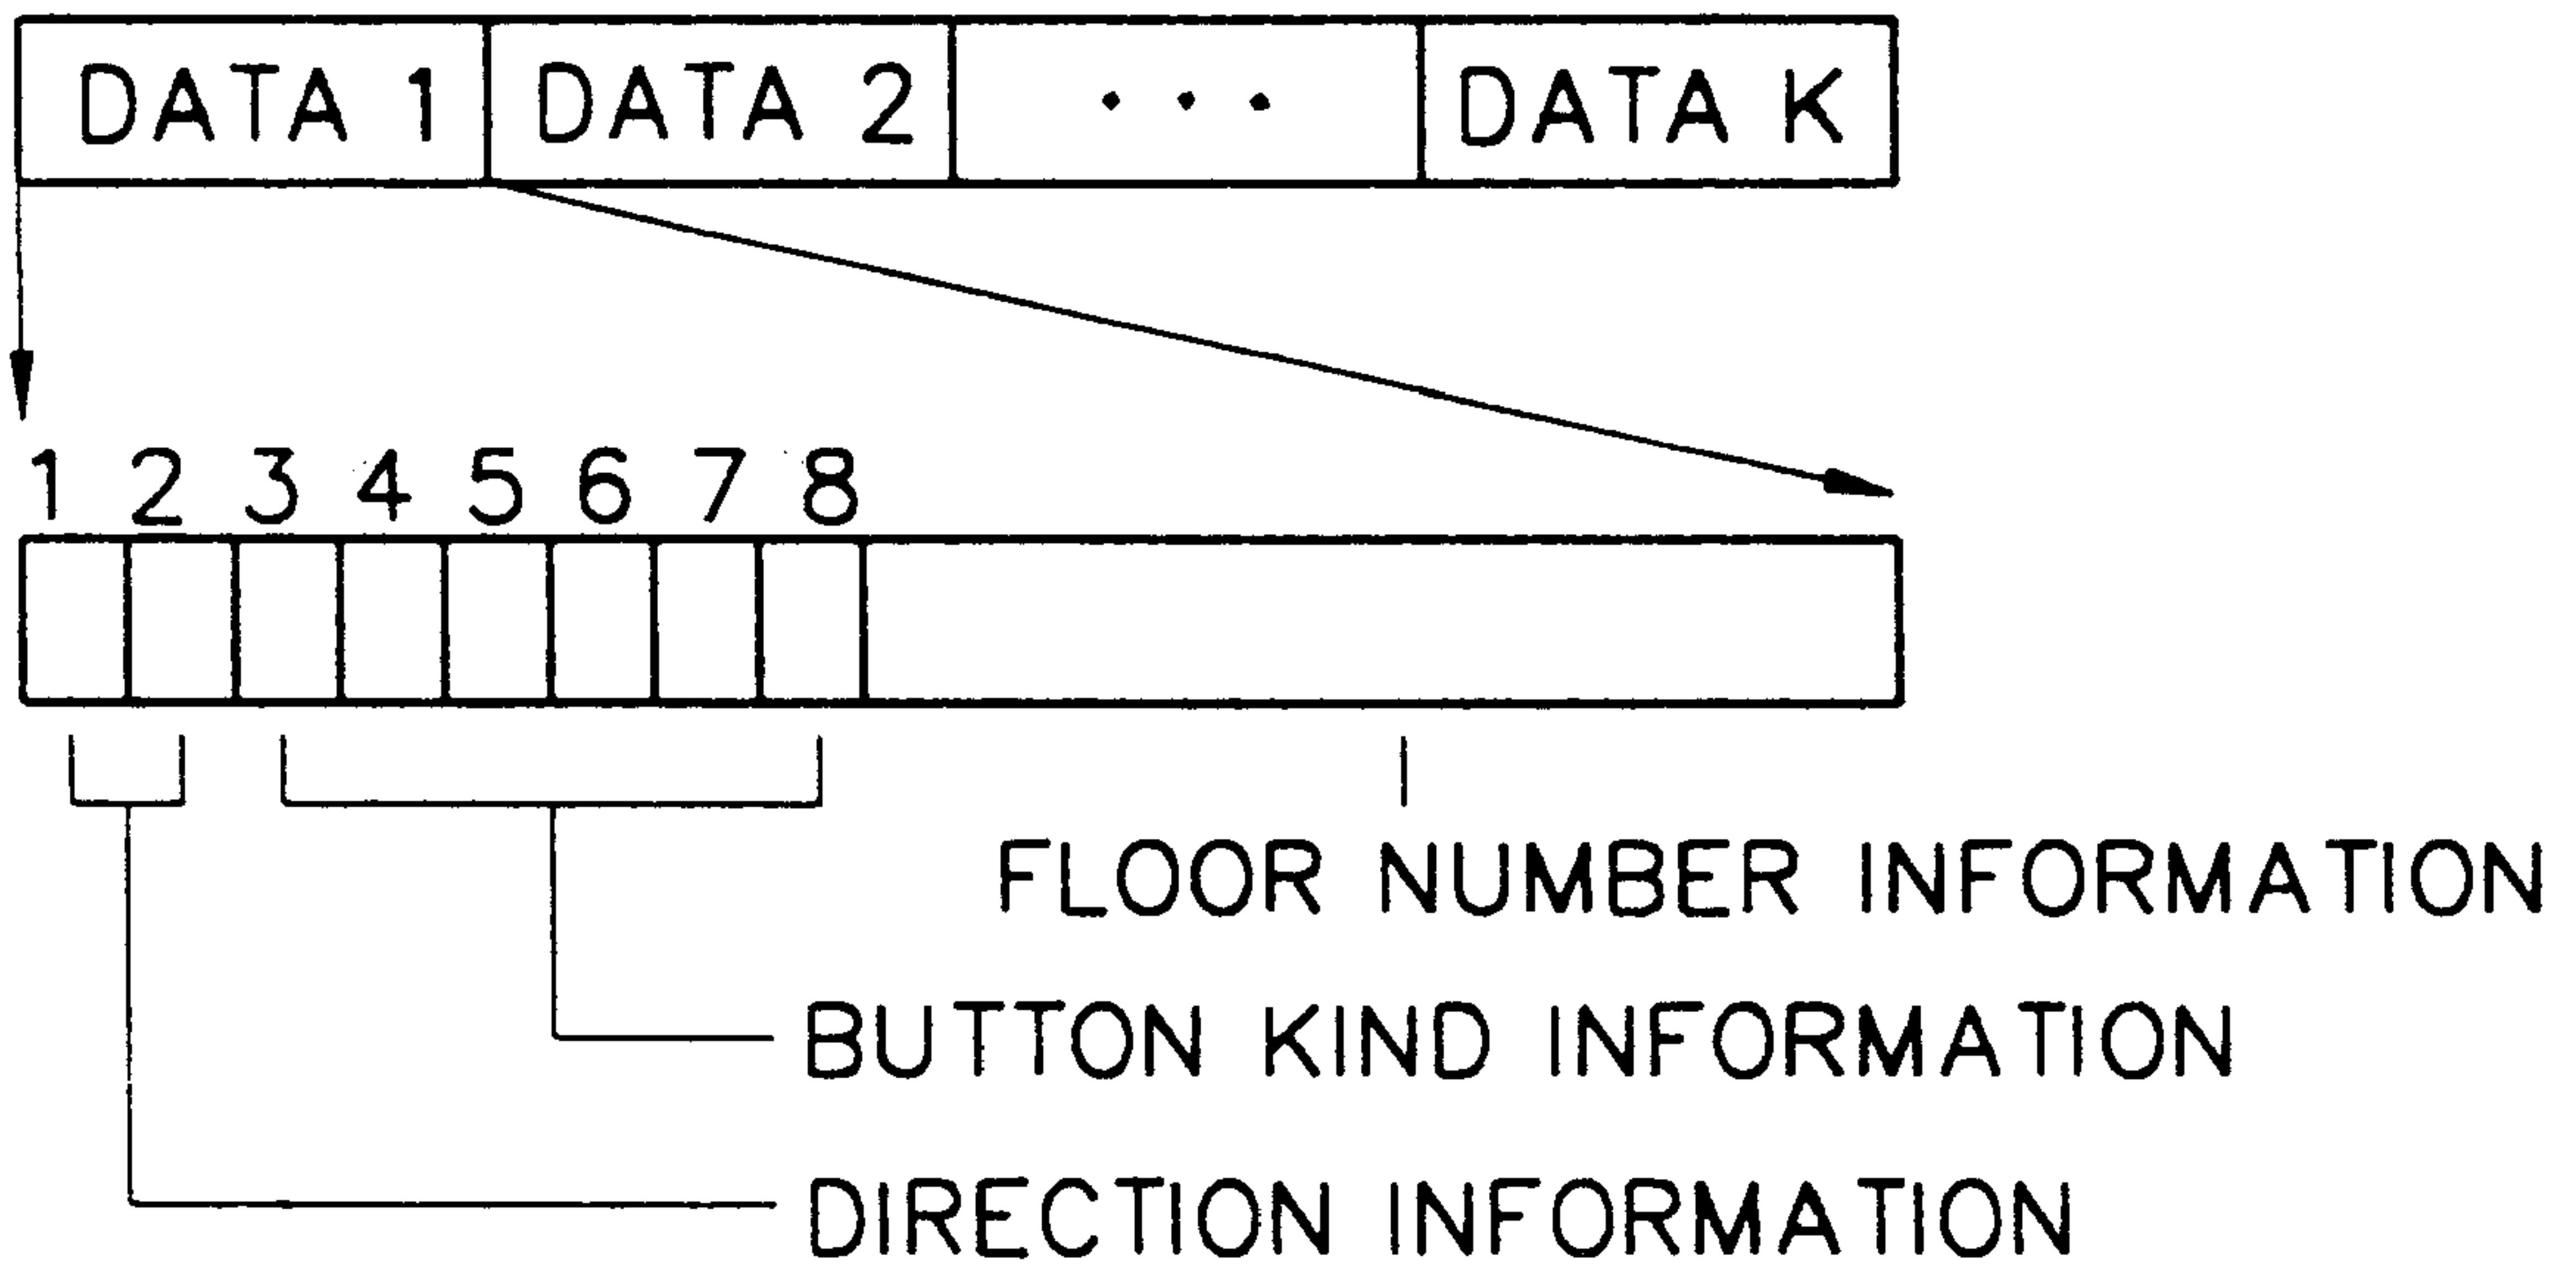 DATA 1 DATA 2 ... DATA K
1 2 3 4 5 6 7 8
FLOOR NUMBER INFORMATION
BUTTON KIND INFORMATION
DIRECTION INFORMATION